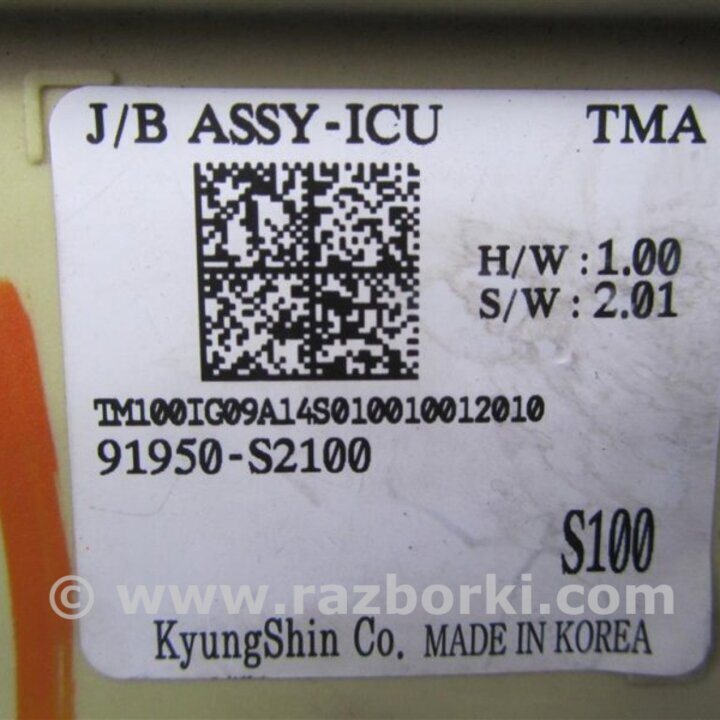 J/B ASSY-ICU TMA
H/W : 1.00
S/W : 2.01
TM100IG09A14S010010012010
91950-S2100
S100
© www.razborki.com
KyungShin Co. MADE IN KOREA